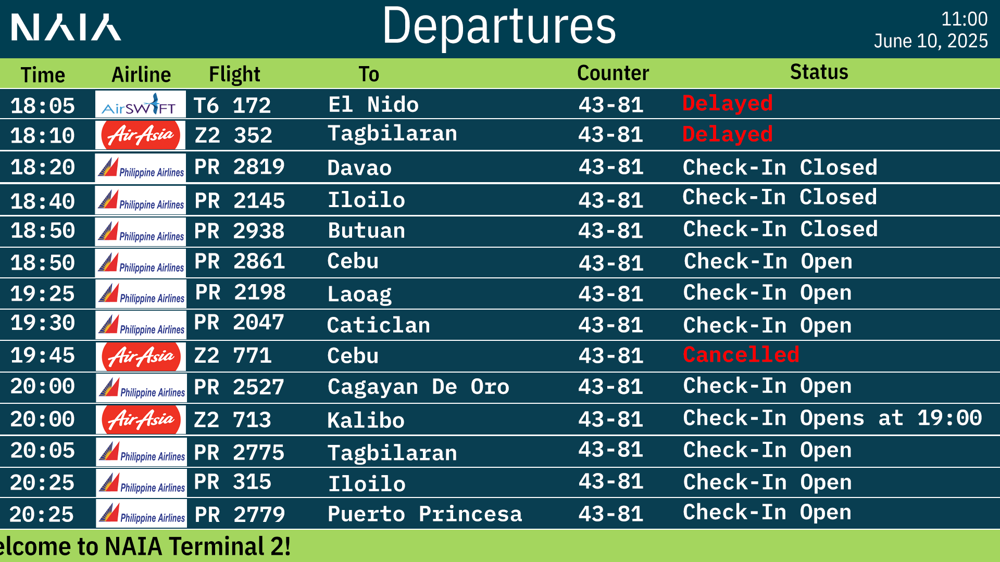 NAIA
Departures
11:00
June 10, 2025
Time Airline Flight To Counter Status
18:05 AirSWIFT T6 172 El Nido 43-81 Delayed
18:10 AirAsia Z2 352 Tagbilaran 43-81 Delayed
18:20 Philippine Airlines PR 2819 Davao 43-81 Check-In Closed
18:40 Philippine Airlines PR 2145 Iloilo 43-81 Check-In Closed
18:50 Philippine Airlines PR 2938 Butuan 43-81 Check-In Closed
18:50 Philippine Airlines PR 2861 Cebu 43-81 Check-In Open
19:25 Philippine Airlines PR 2198 Laoag 43-81 Check-In Open
19:30 Philippine Airlines PR 2047 Caticlan 43-81 Check-In Open
19:45 AirAsia Z2 771 Cebu 43-81 Cancelled
20:00 Philippine Airlines PR 2527 Cagayan De Oro 43-81 Check-In Open
20:00 AirAsia Z2 713 Kalibo 43-81 Check-In Opens at 19:00
20:05 Philippine Airlines PR 2775 Tagbilaran 43-81 Check-In Open
20:25 Philippine Airlines PR 315 Iloilo 43-81 Check-In Open
20:25 Philippine Airlines PR 2779 Puerto Princesa 43-81 Check-In Open
elcome to NAIA Terminal 2!